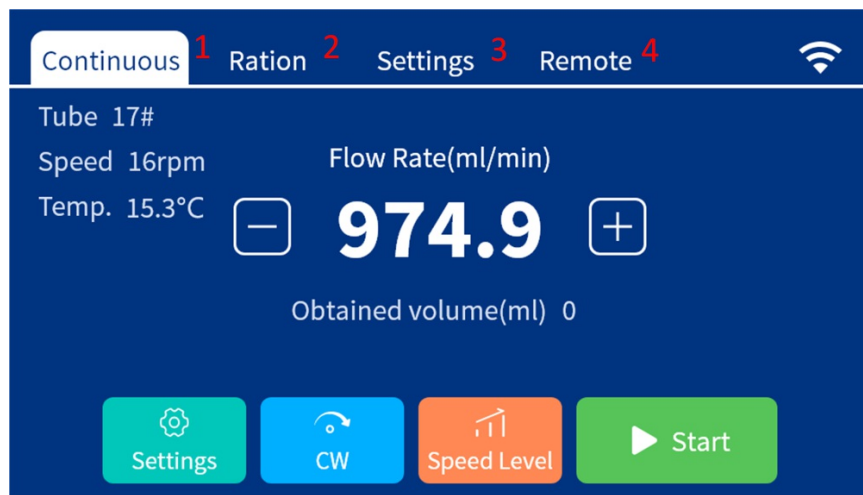 Continuous 1 Ration 2 Settings 3 Remote 4
Tube 17#
Speed 16rpm
Flow Rate(ml/min)
Temp. 15.3°C
974.9
Obtained volume(ml) 0
Settings
CW
Speed Level
Start